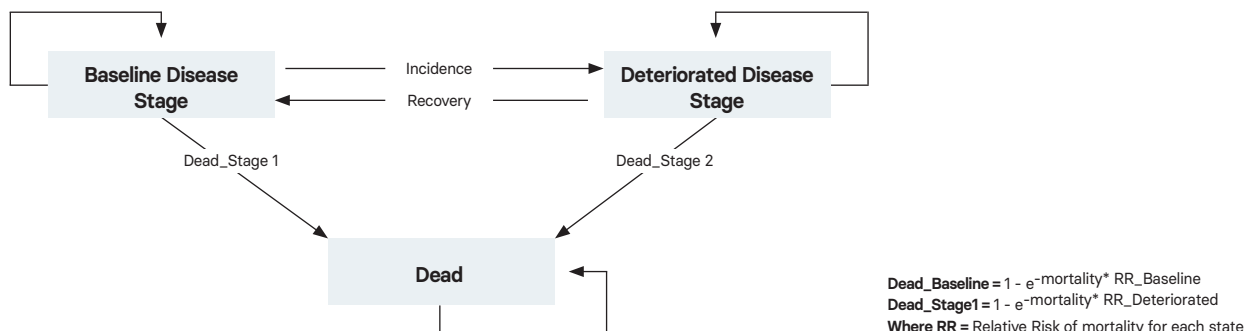 Baseline Disease
Stage
Incidence
Recovery
Deteriorated Disease
Stage
Dead_Stage 1
Dead_Stage 2
Dead
Dead_Baseline = 1 - e-mortality* RR_Baseline
Dead_Stage1 = 1 - e-mortality* RR_Deteriorated
Where RR = Relative Risk of mortality for each state